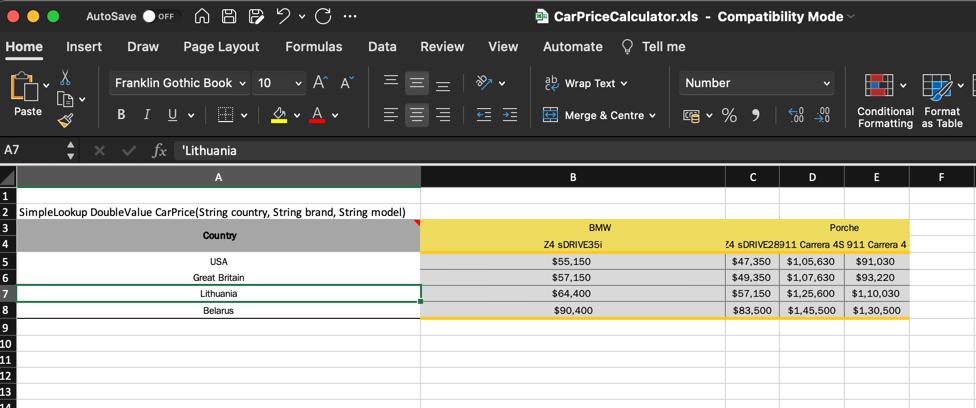 AutoSave OFF CarPriceCalculator.xls - Compatibility Mode
Home Insert Draw Page Layout Formulas Data Review View Automate Tell me
Paste Franklin Gothic Book 10 A A Wrap Text Number Conditional Formatting Format as Table
B I U A Merge & Centre % 9 .00 .00
A7 fx 'Lithuania
A B C D E F
1
2 SimpleLookup DoubleValue CarPrice(String country, String brand, String model)
3 Country BMW Porche
4 Z4 sDRIVE35i Z4 sDRIVE28 911 Carrera 4S 911 Carrera 4
5 USA $55,150 $47,350 $1,05,630 $91,030
6 Great Britain $57,150 $49,350 $1,07,630 $93,220
7 Lithuania $64,400 $57,150 $1,25,600 $1,10,030
8 Belarus $90,400 $83,500 $1,45,500 $1,30,500
9
10
11
12
13
14